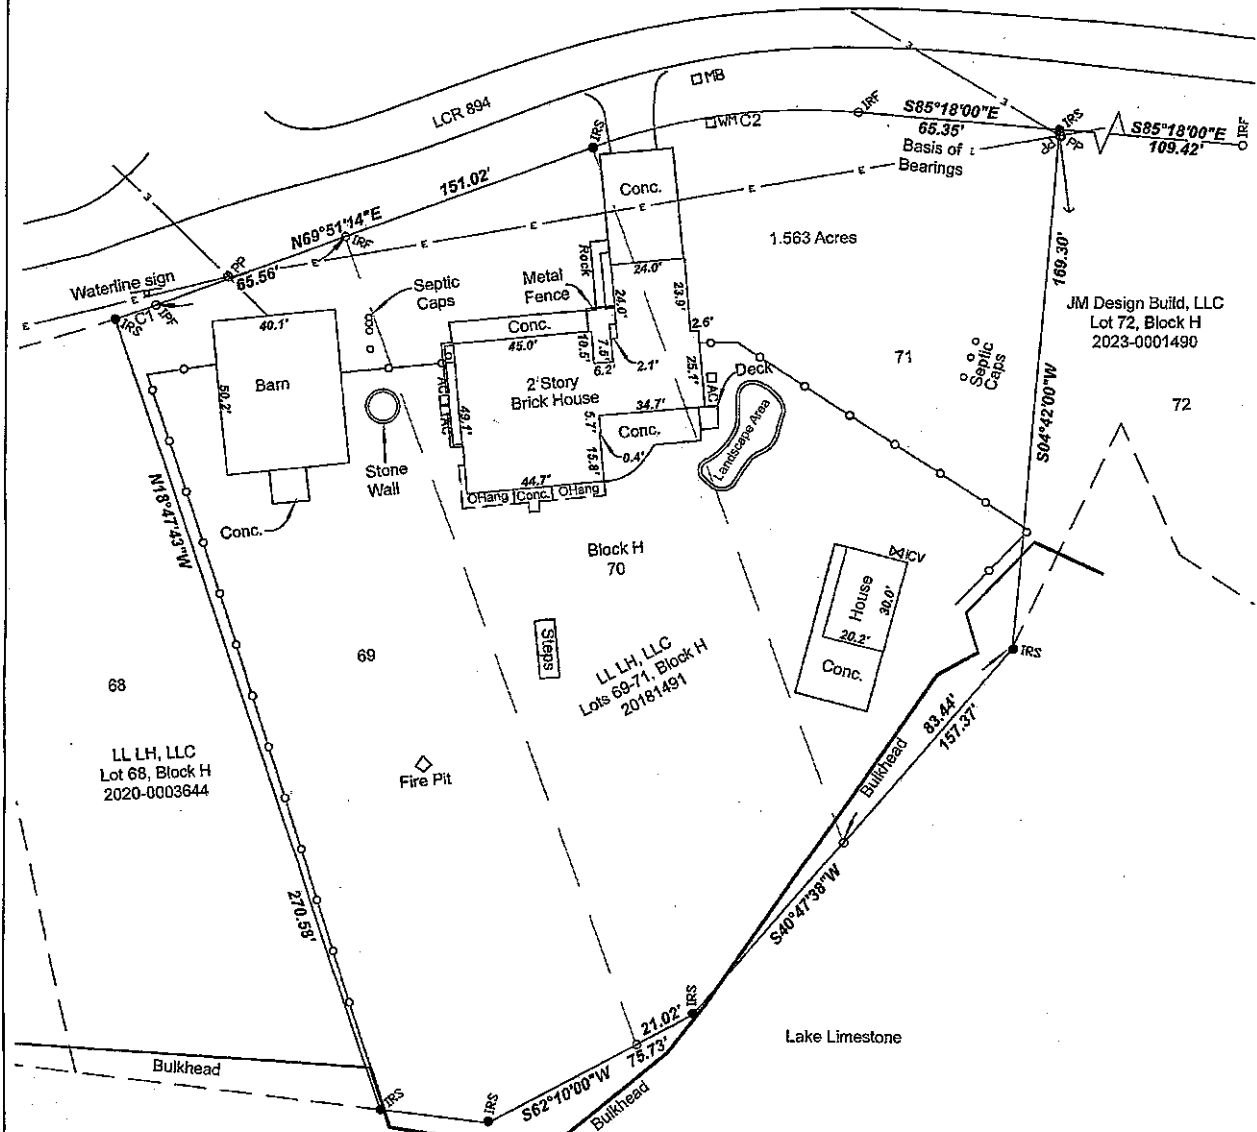 LCR 894
MB
WM C2
IRF
S85°18'00"E
65.35'
Basis of
Bearings
IRS
PP
PP
S85°18'00"E
109.42'
IRF
IRS
151.02'
N69°51'14"E
IRF
65.56'
PP
Waterline sign
C1
IPF
IRS
E
E
E
E
E
E
E
Conc.
1.563 Acres
169.30'
Rock
24.0'
Septic
Caps
Metal
Fence
24.0'
23.9'
40.1'
Conc.
45.0'
10.5'
7.6'
6.2'
2.1'
2.6'
25.1'
JM Design Build, LLC
Lot 72, Block H
2023-0001490
71
Septic
Caps
72
Barn
50.2'
2 Story
Brick House
AC
AC
49.1'
34.7'
AC
Deck
Conc.
5.7'
0.4'
15.8'
Landscape Area
S04°42'00"W
Stone
Wall
44.7'
OHang
Conc.
OHang
Conc.
N18°47'43"W
Block H
70
ICV
House
30.0'
20.2'
Conc.
Steps
IRS
69
68
LL LH, LLC
Lots 69-71, Block H
20181491
83.44'
157.37'
Bulkhead
LL LH, LLC
Lot 68, Block H
2020-0003644
Fire Pit
270.58'
S40°47'38"W
IRS
21.02'
75.73'
Lake Limestone
Bulkhead
IRS
IRS
S62°10'00"W
Bulkhead